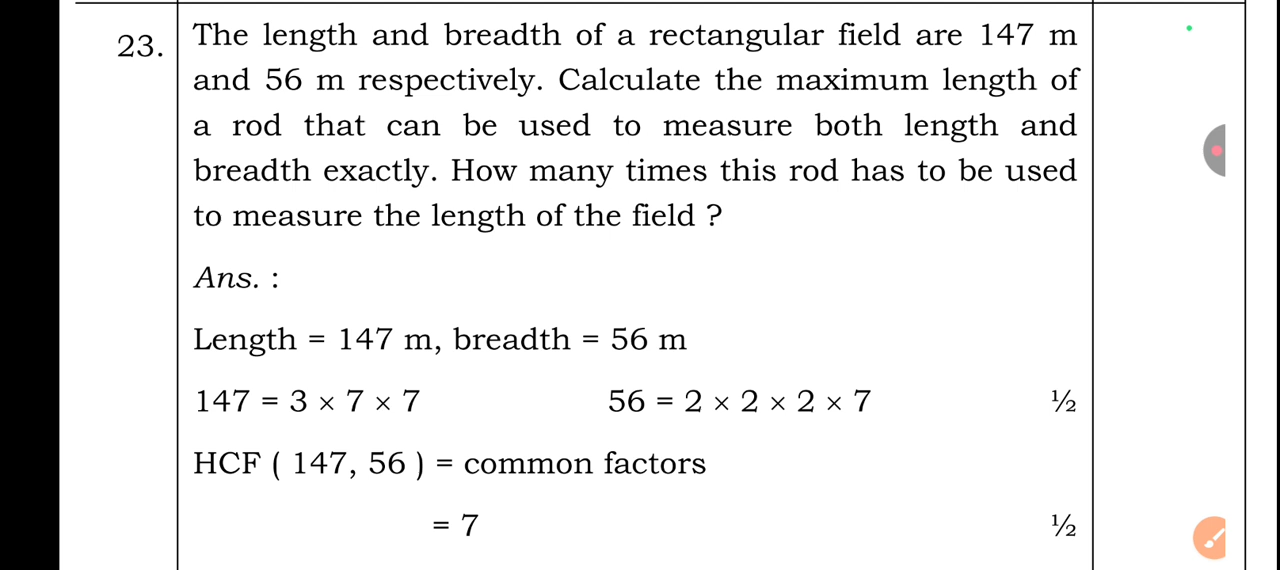 23.
The length and breadth of a rectangular field are 147 m
and 56 m respectively. Calculate the maximum length of
a rod that can be used to measure both length and
breadth exactly. How many times this rod has to be used
to measure the length of the field ?
Ans. :
Length = 147 m, breadth = 56 m
147 = 3 × 7 × 7 56 = 2 × 2 × 2 × 7 ½
HCF ( 147, 56 ) = common factors
= 7 ½